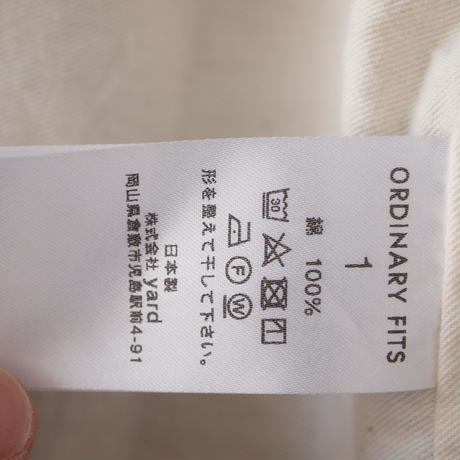 ORDINARY FITS
1
綿 100%
30
F W
形を整えて干して下さい。
日本製
株式会社 yard
岡山県倉敷市児島駅前4-91